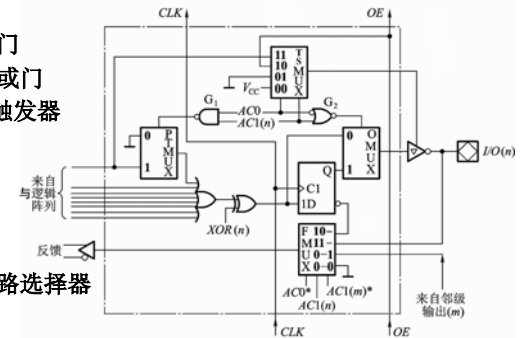 CLK
OE
门
或门
触发器
11
10
01
00
T
S
M
U
X
V_CC
G₁
AC0
AC1(n)
G₂
0
1
P
T
M
U
X
0
1
O
M
U
X
I/O(n)
来自
与逻辑
阵列
Q
C1
1D
XOR(n)
反馈
F
M
U
X
10–
11–
0–1
0–0
路选择器
AC0*
AC1(m)*
AC1(n)
来自邻级
输出(m)
CLK
OE